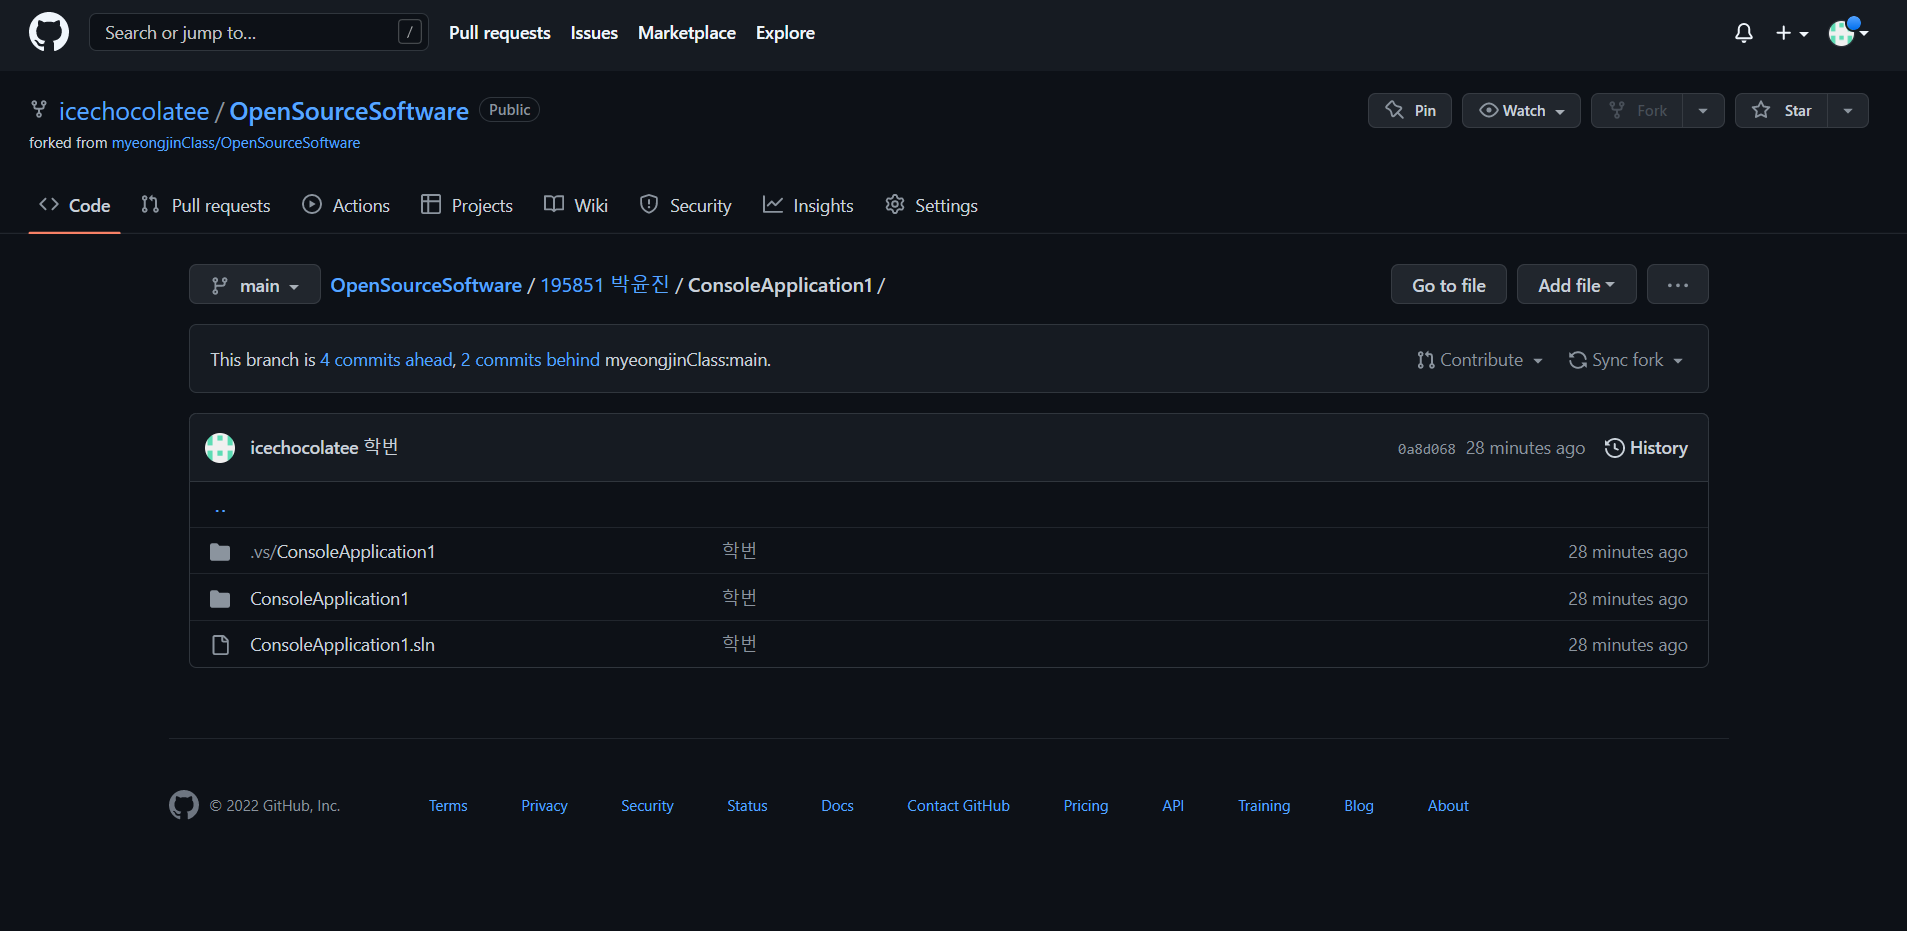 Search or jump to... / Pull requests Issues Marketplace Explore
icechocolatee / OpenSourceSoftware Public Pin Watch Fork Star
forked from myeongjinClass/OpenSourceSoftware
Code Pull requests Actions Projects Wiki Security Insights Settings
main OpenSourceSoftware / 195851 박윤진 / ConsoleApplication1 / Go to file Add file ...
This branch is 4 commits ahead, 2 commits behind myeongjinClass:main. Contribute Sync fork
icechocolatee 학번 0a8d068 28 minutes ago History
..
.vs/ConsoleApplication1 학번 28 minutes ago
ConsoleApplication1 학번 28 minutes ago
ConsoleApplication1.sln 학번 28 minutes ago
© 2022 GitHub, Inc. Terms Privacy Security Status Docs Contact GitHub Pricing API Training Blog About